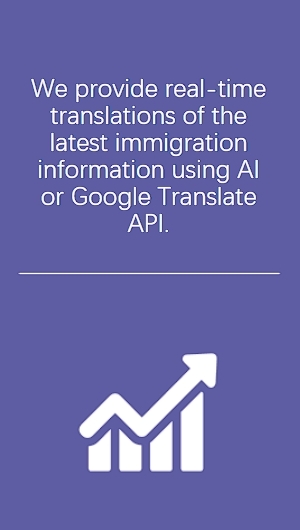 We provide real-time
translations of the
latest immigration
information using AI
or Google Translate
API.